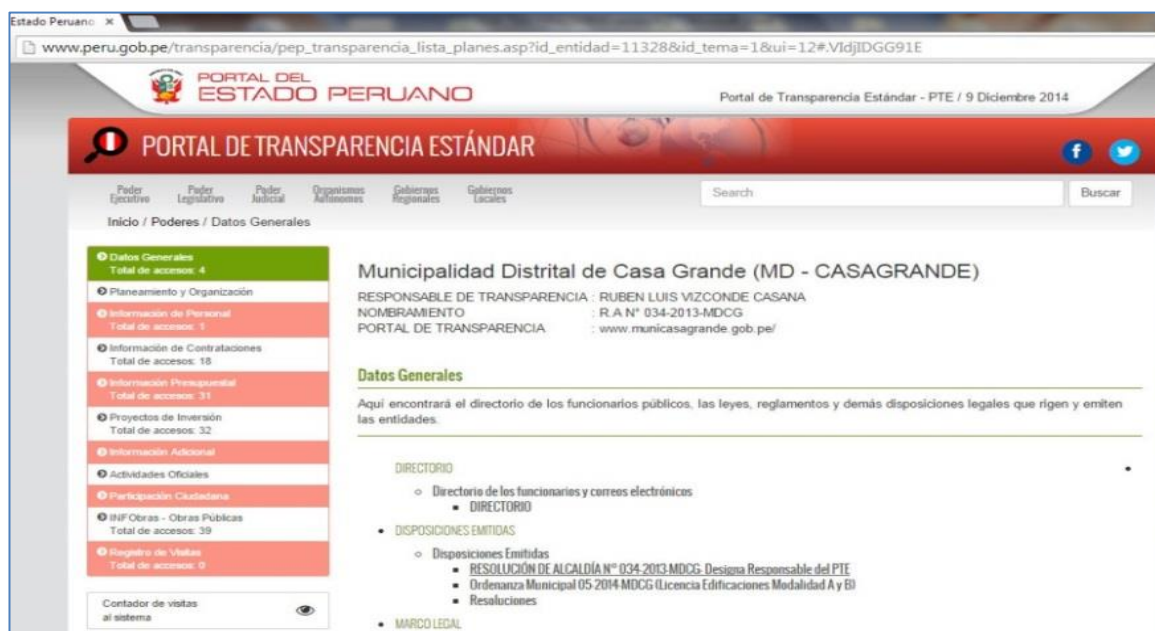 Estado Peruano ×
www.peru.gob.pe/transparencia/pep_transparencia_lista_planes.asp?id_entidad=11328&id_tema=1&ui=12#.VIdjIDGG91E
PORTAL DEL
ESTADO PERUANO
Portal de Transparencia Estándar - PTE / 9 Diciembre 2014
PORTAL DE TRANSPARENCIA ESTÁNDAR
Poder Ejecutivo Poder Legislativo Poder Judicial Organismos Autónomos Gobiernos Regionales Gobiernos Locales
Search Buscar
Inicio / Poderes / Datos Generales
Datos Generales
Total de accesos: 4
Planeamiento y Organización
Información de Personal
Total de accesos: 1
Información de Contrataciones
Total de accesos: 18
Información Presupuestal
Total de accesos: 31
Proyectos de Inversión
Total de accesos: 32
Información Adicional
Actividades Oficiales
Participación Ciudadana
INFObras - Obras Públicas
Total de accesos: 39
Registro de Visitas
Total de accesos: 0
Contador de visitas
al sistema
Municipalidad Distrital de Casa Grande (MD - CASAGRANDE)
RESPONSABLE DE TRANSPARENCIA : RUBEN LUIS VIZCONDE CASANA
NOMBRAMIENTO : R.A N° 034-2013-MDCG
PORTAL DE TRANSPARENCIA : www.municasagrande.gob.pe/
Datos Generales
Aquí encontrará el directorio de los funcionarios públicos, las leyes, reglamentos y demás disposiciones legales que rigen y emiten
las entidades.
DIRECTORIO
Directorio de los funcionarios y correos electrónicos
DIRECTORIO
DISPOSICIONES EMITIDAS
Disposiciones Emitidas
RESOLUCIÓN DE ALCALDÍA N° 034-2013-MDCG- Designa Responsable del PTE
Ordenanza Municipal 05-2014-MDCG (Licencia Edificaciones Modalidad A y B)
Resoluciones
MARCO LEGAL